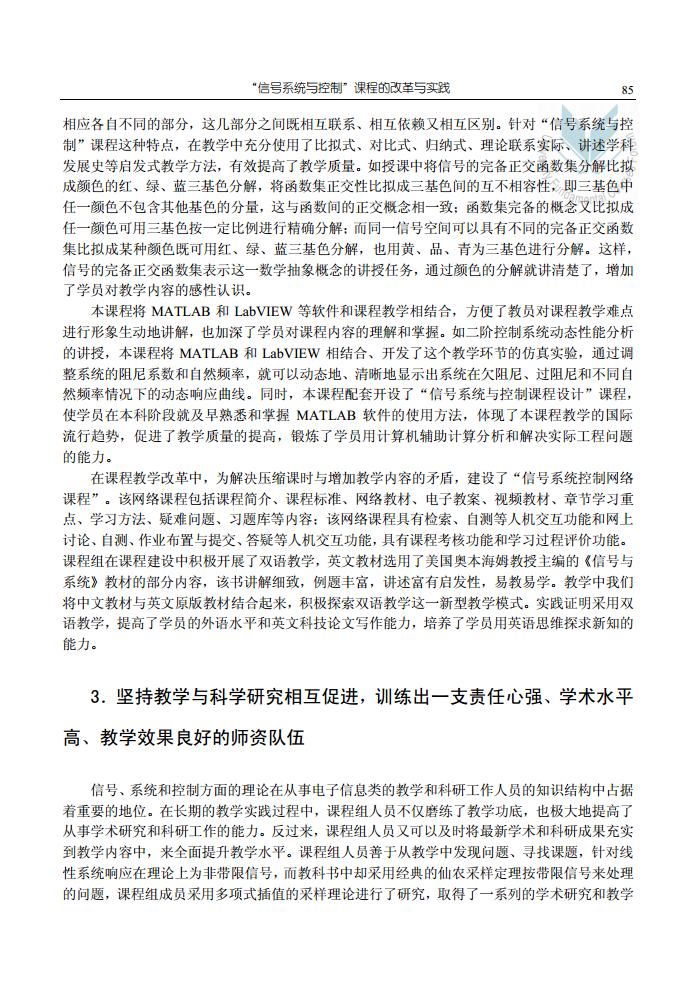 “信号系统与控制”课程的改革与实践 85
相应各自不同的部分，这几部分之间既相互联系、相互依赖又相互区别。针对“信号系统与控
制”课程这种特点，在教学中充分使用了比拟式、对比式、归纳式、理论联系实际、讲述学科
发展史等启发式教学方法，有效提高了教学质量。如授课中将信号的完备正交函数集分解比拟
成颜色的红、绿、蓝三基色分解，将函数集正交性比拟成三基色间的互不相容性，即三基色中
任一颜色不包含其他基色的分量，这与函数间的正交概念相一致；函数集完备的概念又比拟成
任一颜色可用三基色按一定比例进行精确分解；而同一信号空间可以具有不同的完备正交函数
集比拟成某种颜色既可用红、绿、蓝三基色分解，也用黄、品、青为三基色进行分解。这样，
信号的完备正交函数集表示这一数学抽象概念的讲授任务，通过颜色的分解就讲清楚了，增加
了学员对教学内容的感性认识。
本课程将 MATLAB 和 LabVIEW 等软件和课程教学相结合，方便了教员对课程教学难点
进行形象生动地讲解，也加深了学员对课程内容的理解和掌握。如二阶控制系统动态性能分析
的讲授，本课程将 MATLAB 和 LabVIEW 相结合、开发了这个教学环节的仿真实验，通过调
整系统的阻尼系数和自然频率，就可以动态地、清晰地显示出系统在欠阻尼、过阻尼和不同自
然频率情况下的动态响应曲线。同时，本课程配套开设了“信号系统与控制课程设计”课程，
使学员在本科阶段就及早熟悉和掌握 MATLAB 软件的使用方法，体现了本课程教学的国际
流行趋势，促进了教学质量的提高，锻炼了学员用计算机辅助计算分析和解决实际工程问题
的能力。
在课程教学改革中，为解决压缩课时与增加教学内容的矛盾，建设了“信号系统控制网络
课程”。该网络课程包括课程简介、课程标准、网络教材、电子教案、视频教材、章节学习重
点、学习方法、疑难问题、习题库等内容；该网络课程具有检索、自测等人机交互功能和网上
讨论、自测、作业布置与提交、答疑等人机交互功能，具有课程考核功能和学习过程评价功能。
课程组在课程建设中积极开展了双语教学，英文教材选用了美国奥本海姆教授主编的《信号与
系统》教材的部分内容，该书讲解细致，例题丰富，讲述富有启发性，易教易学。教学中我们
将中文教材与英文原版教材结合起来，积极探索双语教学这一新型教学模式。实践证明采用双
语教学，提高了学员的外语水平和英文科技论文写作能力，培养了学员用英语思维探求新知的
能力。
3．坚持教学与科学研究相互促进，训练出一支责任心强、学术水平
高、教学效果良好的师资队伍
信号、系统和控制方面的理论在从事电子信息类的教学和科研工作人员的知识结构中占据
着重要的地位。在长期的教学实践过程中，课程组人员不仅磨练了教学功底，也极大地提高了
从事学术研究和科研工作的能力。反过来，课程组人员又可以及时将最新学术和科研成果充实
到教学内容中，来全面提升教学水平。课程组人员善于从教学中发现问题、寻找课题，针对线
性系统响应在理论上为非带限信号，而教科书中却采用经典的仙农采样定理按带限信号来处理
的问题，课程组成员采用多项式插值的采样理论进行了研究，取得了一系列的学术研究和教学